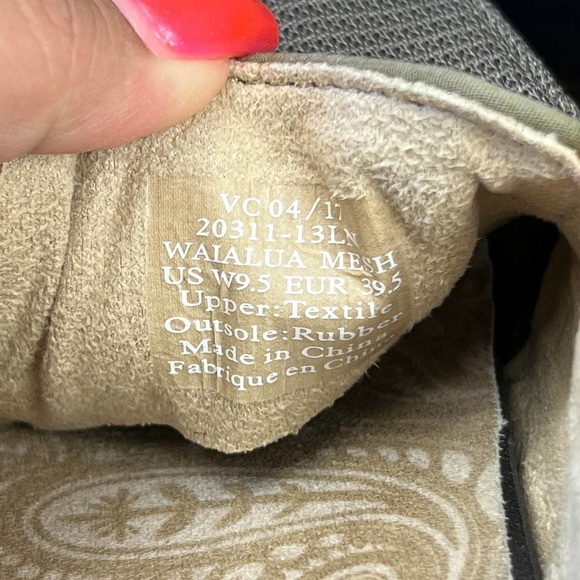 VC 04/17
20311-13LN
WAIALUA MESH
US W9.5 EUR 39.5
Upper:Textile
Outsole:Rubber
Made in China.
Fabrique en Chine